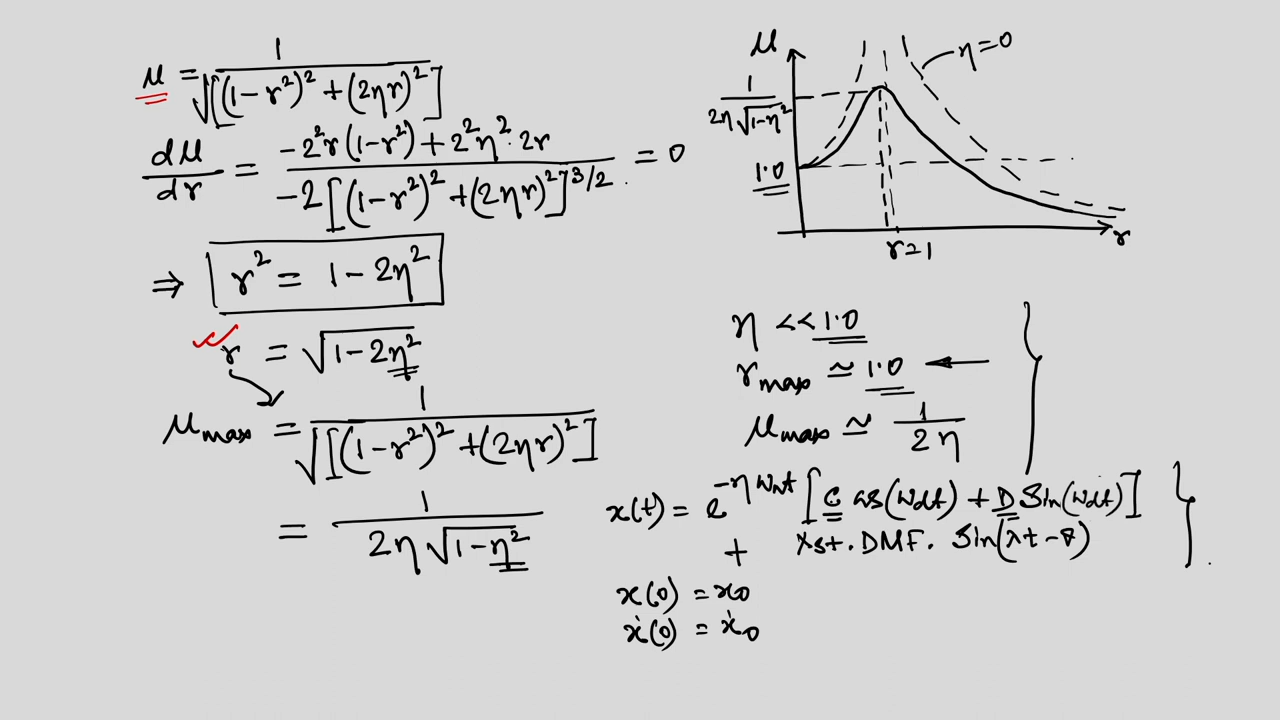 μ = 1/√[(1-r²)² + (2ηr)²]
dμ/dr = -2²r(1-r²) + 2²η²·2r / -2[(1-r²)² + (2ηr)²]^3/2 = 0
⇒ r² = 1-2η²
r = √1-2η²
μmax = 1/√[(1-r²)² + (2ηr)²]
= 1/2η√1-η²
μ
η=0
1/2η√1-η²
1.0
r=1
r
η << 1.0
rmax ≃ 1.0
μmax ≃ 1/2η
x(t) = e^-ηωnt [C cos(ωdt) + D Sin(ωdt)]
+ Xst. DMF. Sin(λt-θ)
x(0) = x0
ẋ(0) = ẋ0